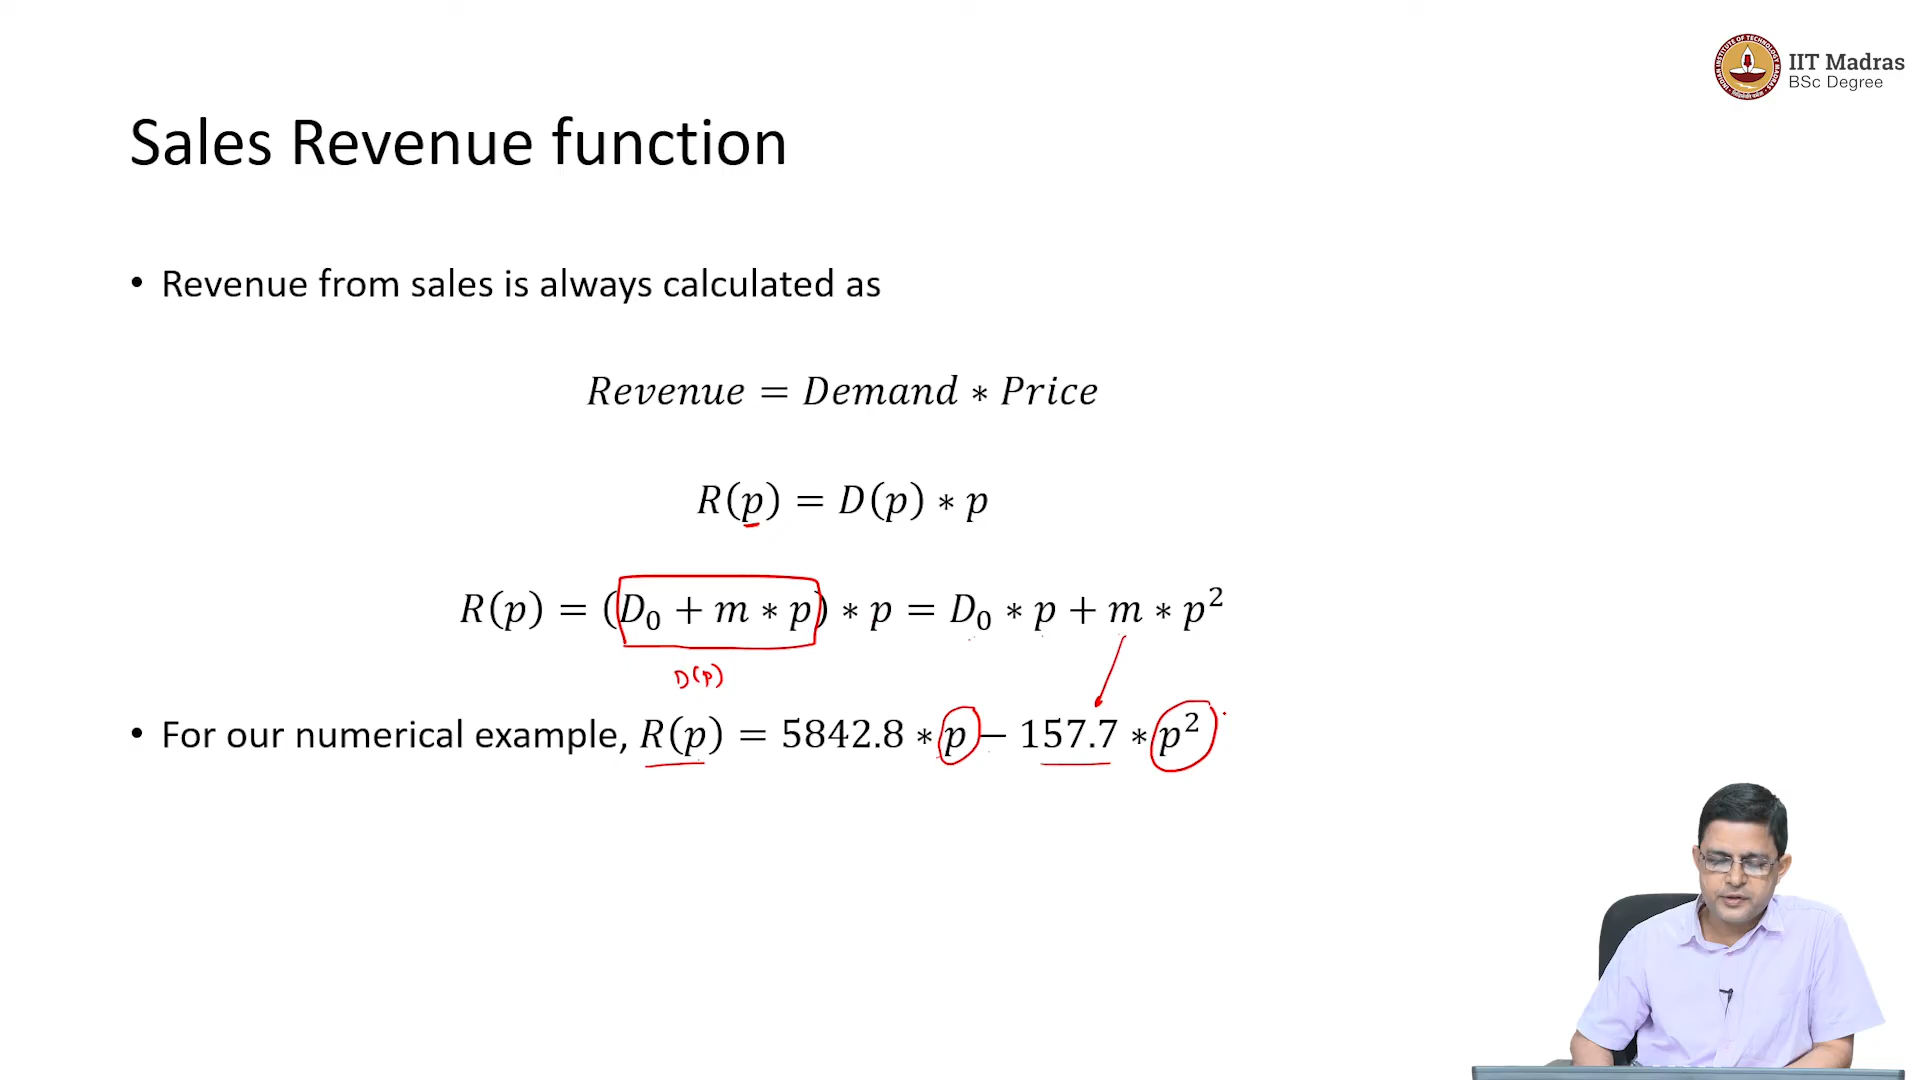 IIT Madras
BSc Degree
Sales Revenue function
• Revenue from sales is always calculated as
Revenue = Demand ∗ Price
R(p) = D(p) ∗ p
R(p) = (D₀ + m ∗ p) ∗ p = D₀ ∗ p + m ∗ p²
D(p)
• For our numerical example, R(p) = 5842.8 ∗ p − 157.7 ∗ p²